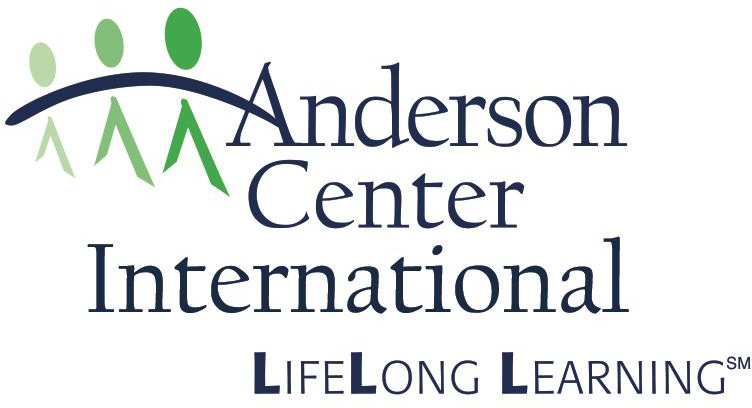 Anderson
Center
International
LIFELONG LEARNING℠